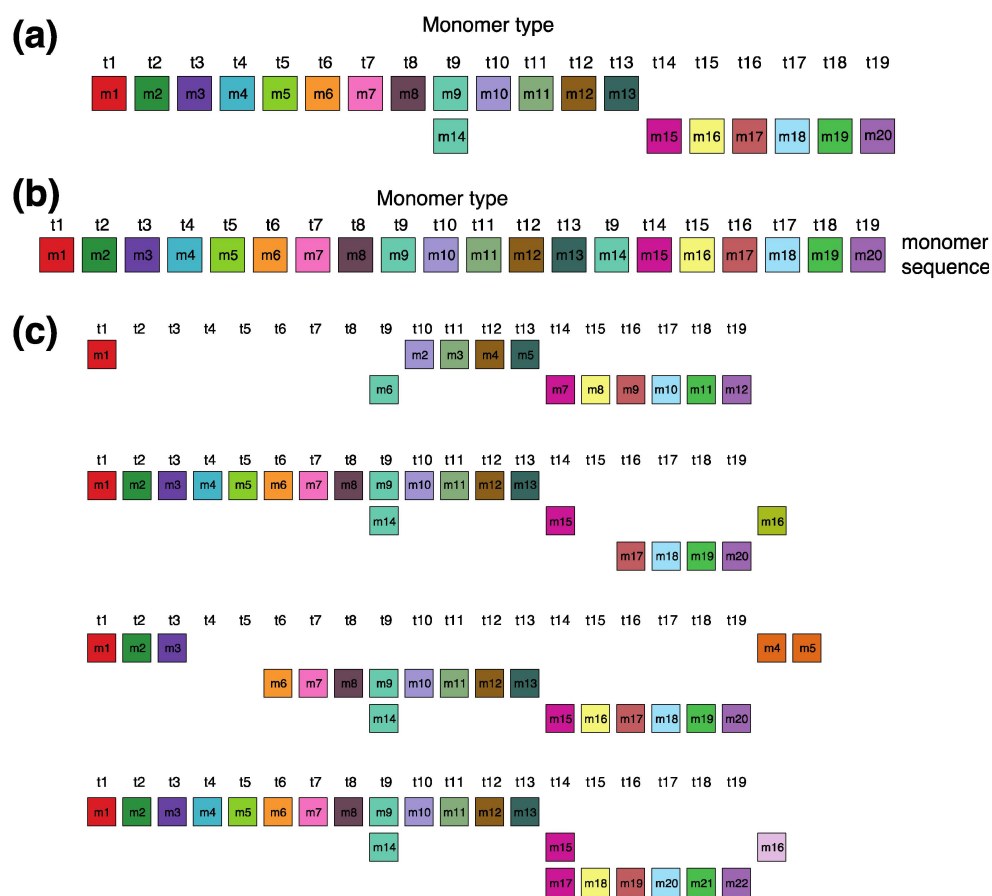 (a)
Monomer type
t1 t2 t3 t4 t5 t6 t7 t8 t9 t10 t11 t12 t13 t14 t15 t16 t17 t18 t19
m1 m2 m3 m4 m5 m6 m7 m8 m9 m10 m11 m12 m13
m14 m15 m16 m17 m18 m19 m20
(b)
Monomer type
t1 t2 t3 t4 t5 t6 t7 t8 t9 t10 t11 t12 t13 t9 t14 t15 t16 t17 t18 t19
m1 m2 m3 m4 m5 m6 m7 m8 m9 m10 m11 m12 m13 m14 m15 m16 m17 m18 m19 m20
monomer
sequence
(c)
t1 t2 t3 t4 t5 t6 t7 t8 t9 t10 t11 t12 t13 t14 t15 t16 t17 t18 t19
m1 m2 m3 m4 m5
m6 m7 m8 m9 m10 m11 m12
t1 t2 t3 t4 t5 t6 t7 t8 t9 t10 t11 t12 t13 t14 t15 t16 t17 t18 t19
m1 m2 m3 m4 m5 m6 m7 m8 m9 m10 m11 m12 m13
m14 m15 m16
m17 m18 m19 m20
t1 t2 t3 t4 t5 t6 t7 t8 t9 t10 t11 t12 t13 t14 t15 t16 t17 t18 t19
m1 m2 m3 m4 m5
m6 m7 m8 m9 m10 m11 m12 m13
m14 m15 m16 m17 m18 m19 m20
t1 t2 t3 t4 t5 t6 t7 t8 t9 t10 t11 t12 t13 t14 t15 t16 t17 t18 t19
m1 m2 m3 m4 m5 m6 m7 m8 m9 m10 m11 m12 m13
m14 m15 m16
m17 m18 m19 m20 m21 m22